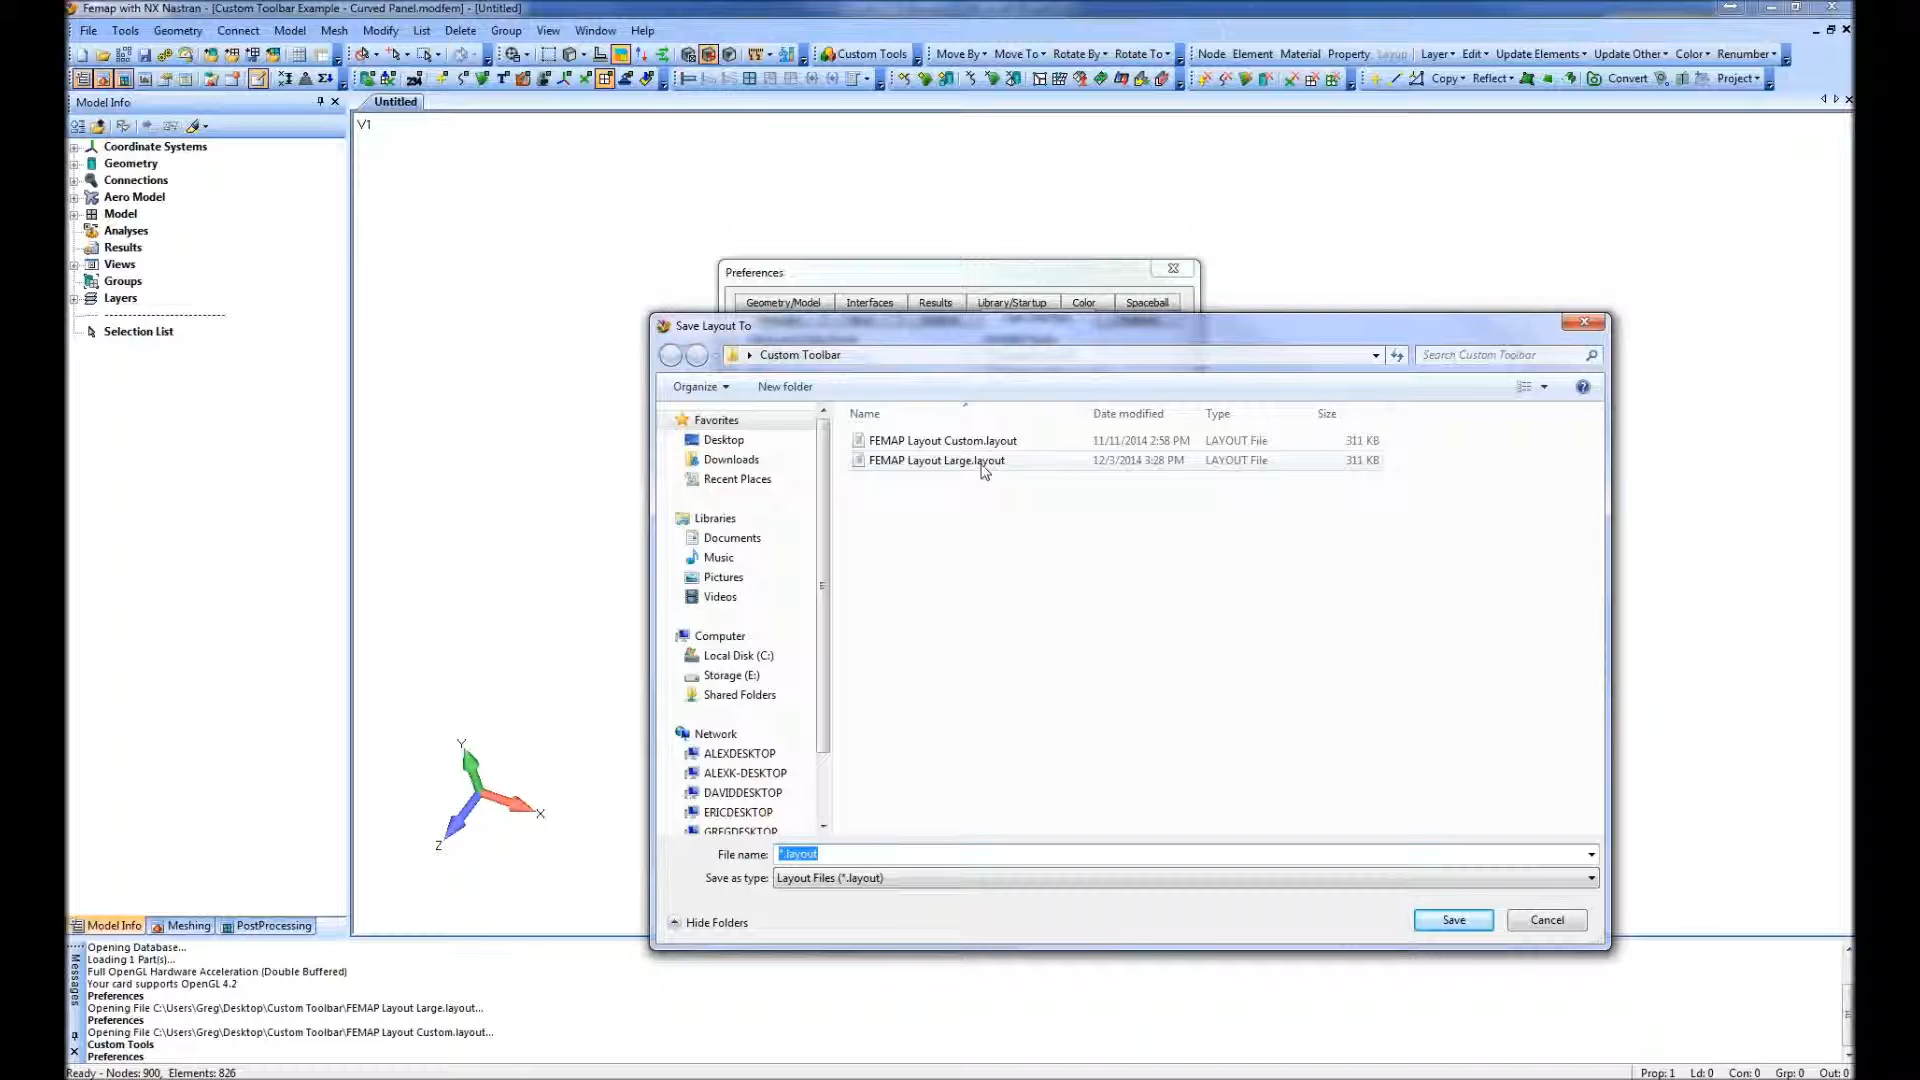 Femap with NX Nastran - [Custom Toolbar Example - Curved Panel.modfem] - [Untitled]
File Tools Geometry Connect Model Mesh Modify List Delete Group View Window Help
Custom Tools Move By Move To Rotate By Rotate To Node Element Material Property Layup Layer Edit Update Elements Update Other Color Renumber
Copy Reflect Convert Project
Model Info
Untitled
V1
Coordinate Systems
Geometry
Connections
Aero Model
Model
Analyses
Results
Views
Groups
Layers
Selection List
Preferences
Geometry/Model Interfaces Results Library/Startup Color Spaceball
Save Layout To
Custom Toolbar
Search Custom Toolbar
Organize New folder
Name Date modified Type Size
FEMAP Layout Custom.layout 11/11/2014 2:58 PM LAYOUT File 311 KB
FEMAP Layout Large.layout 12/3/2014 3:28 PM LAYOUT File 311 KB
Favorites
Desktop
Downloads
Recent Places
Libraries
Documents
Music
Pictures
Videos
Computer
Local Disk (C:)
Storage (E:)
Shared Folders
Network
ALEXDESKTOP
ALEXK-DESKTOP
DAVIDDESKTOP
ERICDESKTOP
GREGDESKTOP
File name: *.layout
Save as type: Layout Files (*.layout)
Hide Folders
Save Cancel
Y
X
Z
Model Info Meshing PostProcessing
Messages
Opening Database...
Loading 1 Part(s)...
Full OpenGL Hardware Acceleration (Double Buffered)
Your card supports OpenGL 4.2
Preferences
Opening File C:\Users\Greg\Desktop\Custom Toolbar\FEMAP Layout Large.layout...
Preferences
Opening File C:\Users\Greg\Desktop\Custom Toolbar\FEMAP Layout Custom.layout...
Custom Tools
Preferences
Ready - Nodes: 900, Elements: 826
Prop: 1 Ld: 0 Con: 0 Grp: 0 Out: 0